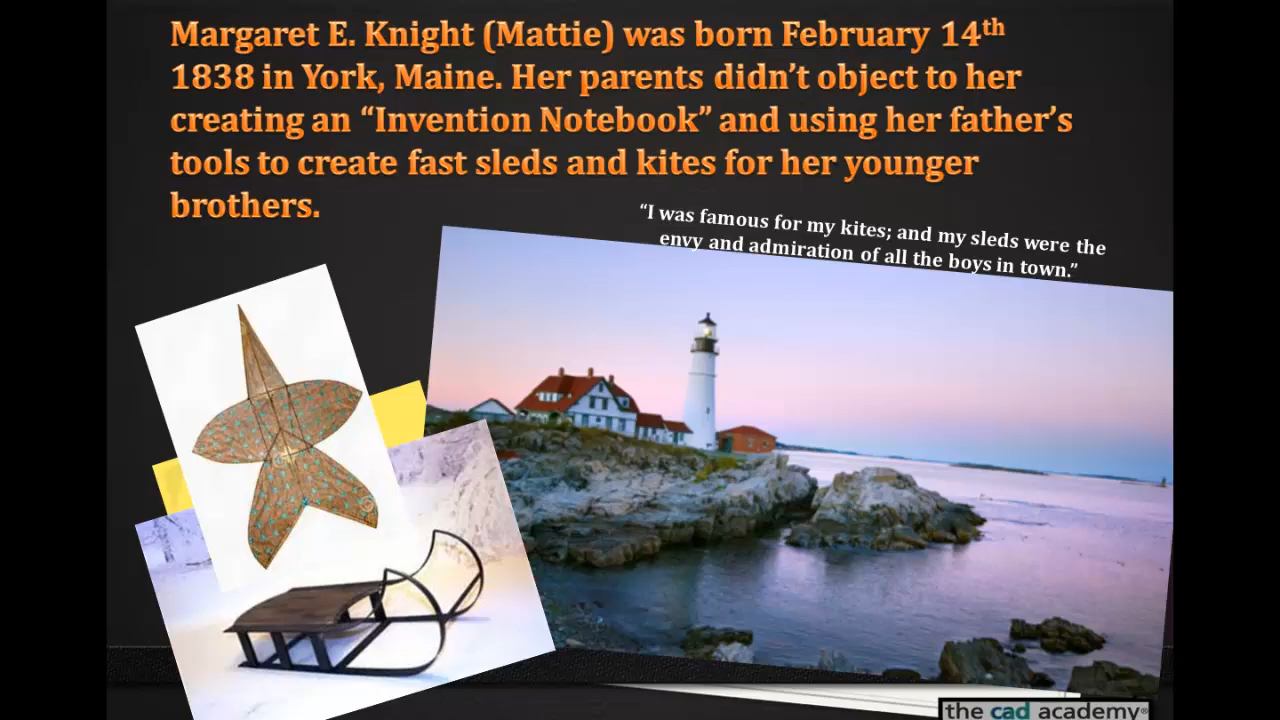 Margaret E. Knight (Mattie) was born February 14th
1838 in York, Maine. Her parents didn’t object to her
creating an “Invention Notebook” and using her father’s
tools to create fast sleds and kites for her younger
brothers.
“I was famous for my kites; and my sleds were the
envy and admiration of all the boys in town.”
the cad academy®